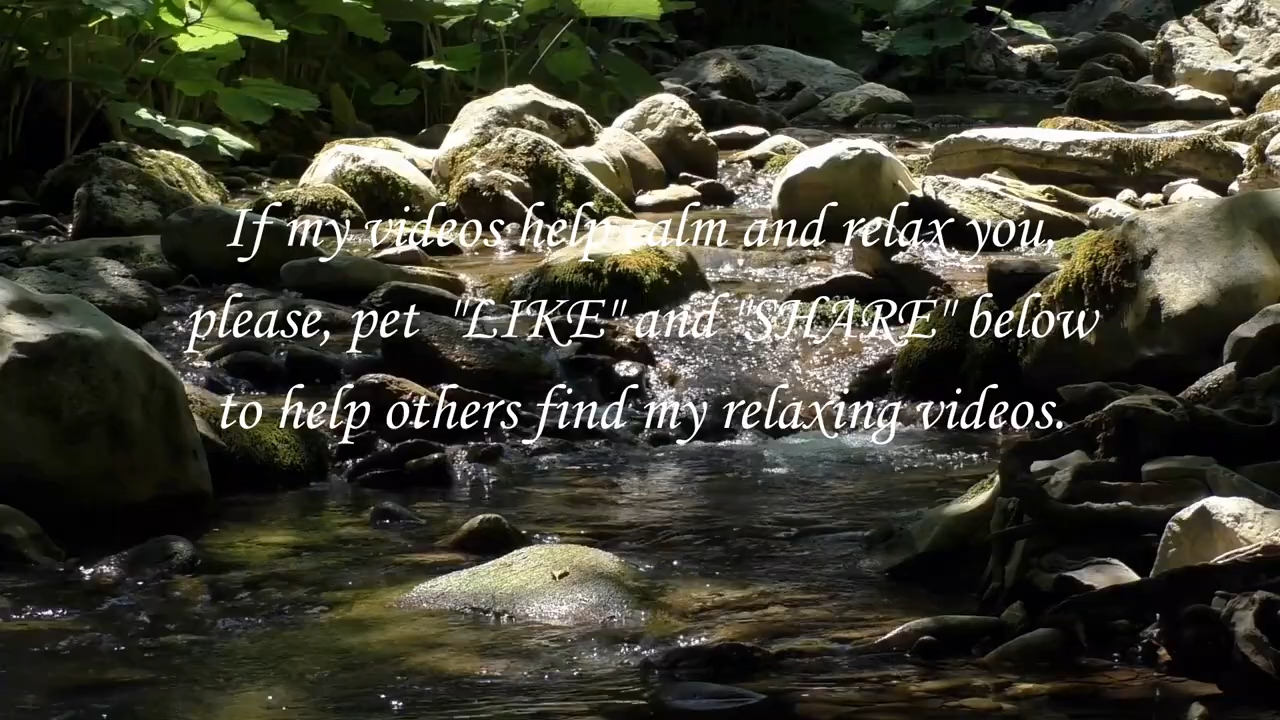 If my videos help calm and relax you,
please, pet "LIKE" and "SHARE" below
to help others find my relaxing videos.